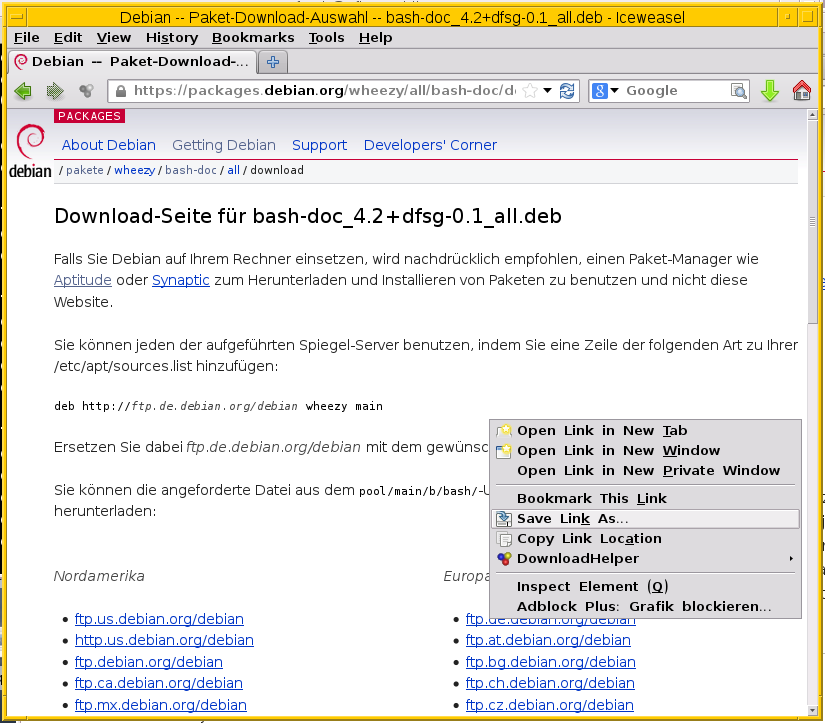 Debian -- Paket-Download-Auswahl -- bash-doc_4.2+dfsg-0.1_all.deb - Iceweasel
File Edit View History Bookmarks Tools Help
Debian -- Paket-Download-...
https://packages.debian.org/wheezy/all/bash-doc/d
Google
PACKAGES
About Debian Getting Debian Support Developers' Corner
debian
/ pakete / wheezy / bash-doc / all / download
Download-Seite für bash-doc_4.2+dfsg-0.1_all.deb
Falls Sie Debian auf Ihrem Rechner einsetzen, wird nachdrücklich empfohlen, einen Paket-Manager wie
Aptitude oder Synaptic zum Herunterladen und Installieren von Paketen zu benutzen und nicht diese
Website.
Sie können jeden der aufgeführten Spiegel-Server benutzen, indem Sie eine Zeile der folgenden Art zu Ihrer
/etc/apt/sources.list hinzufügen:
deb http://ftp.de.debian.org/debian wheezy main
Ersetzen Sie dabei ftp.de.debian.org/debian mit dem gewünsc
Sie können die angeforderte Datei aus dem pool/main/b/bash/-U
herunterladen:
Open Link in New Tab
Open Link in New Window
Open Link in New Private Window
Bookmark This Link
Save Link As...
Copy Link Location
DownloadHelper
Inspect Element (Q)
Adblock Plus: Grafik blockieren...
Nordamerika
ftp.us.debian.org/debian
http.us.debian.org/debian
ftp.debian.org/debian
ftp.ca.debian.org/debian
ftp.mx.debian.org/debian
Europa
ftp.de.debian.org/debian
ftp.at.debian.org/debian
ftp.bg.debian.org/debian
ftp.ch.debian.org/debian
ftp.cz.debian.org/debian